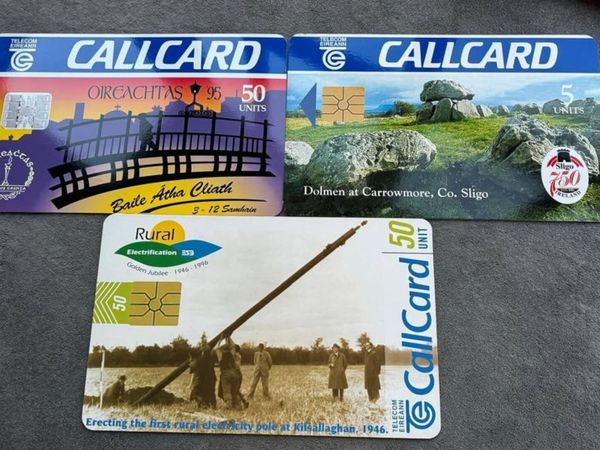 TELECOM
EIREANN
CALLCARD
OIREACHTAS 95
50
UNITS
Baile Átha Cliath
3 - 12 Samhain
TELECOM
EIREANN
CALLCARD
5
UNITS
Dolmen at Carrowmore, Co. Sligo
Sligo
750
IRELAND
Rural
Electrification ESB
Golden Jubilee · 1946 - 1996
50
50 UNIT
CallCard
TELECOM
EIREANN
Erecting the first rural electricity pole at Kilsallaghan, 1946.